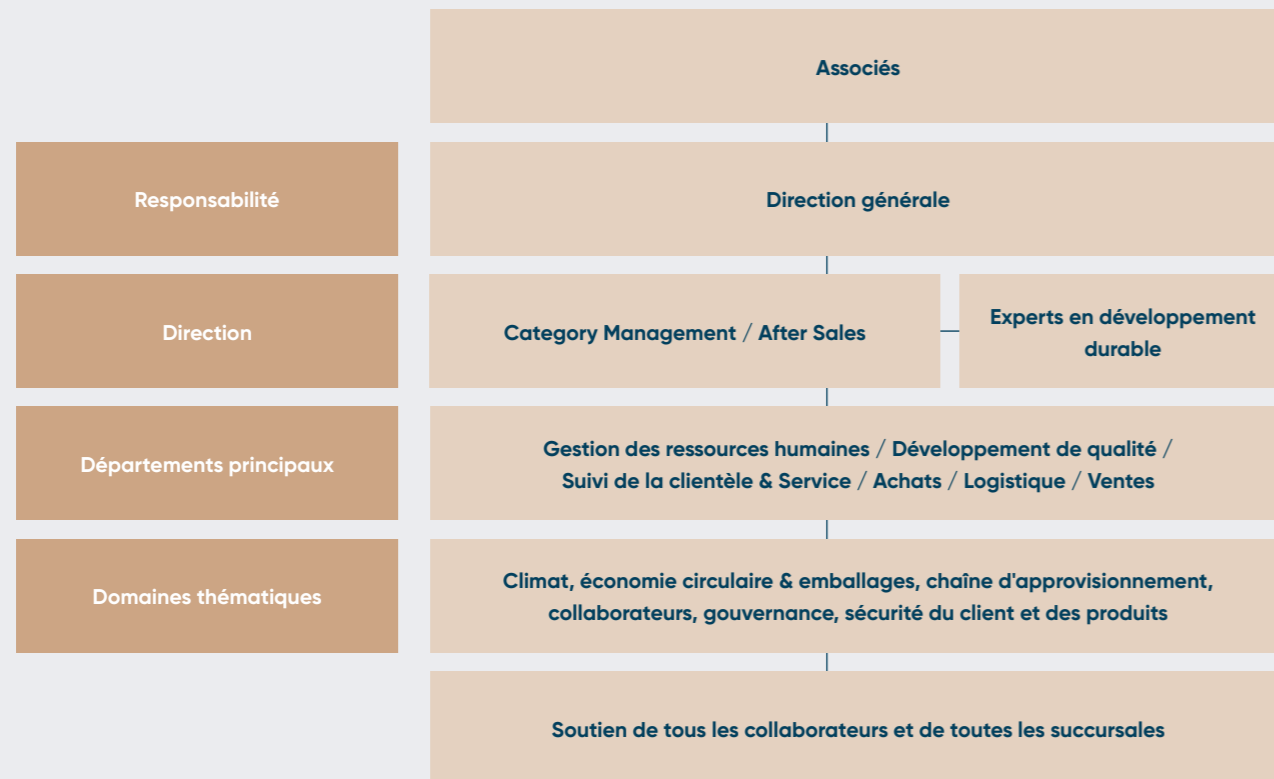 Associés
Responsabilité
Direction générale
Direction
Category Management / After Sales
Experts en développement
durable
Départements principaux
Gestion des ressources humaines / Développement de qualité /
Suivi de la clientèle & Service / Achats / Logistique / Ventes
Domaines thématiques
Climat, économie circulaire & emballages, chaîne d'approvisionnement,
collaborateurs, gouvernance, sécurité du client et des produits
Soutien de tous les collaborateurs et de toutes les succursales